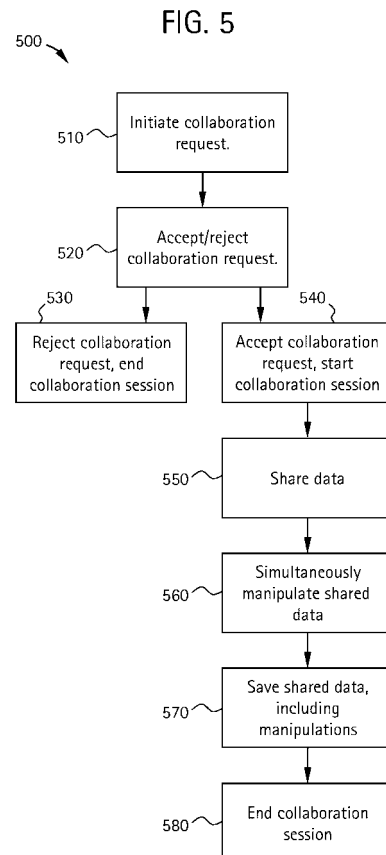 FIG. 5
500
510
Initiate collaboration
request.
520
Accept/reject
collaboration request.
530
Reject collaboration
request, end
collaboration session
540
Accept collaboration
request, start
collaboration session
550
Share data
560
Simultaneously
manipulate shared
data
570
Save shared data,
including
manipulations
580
End collaboration
session